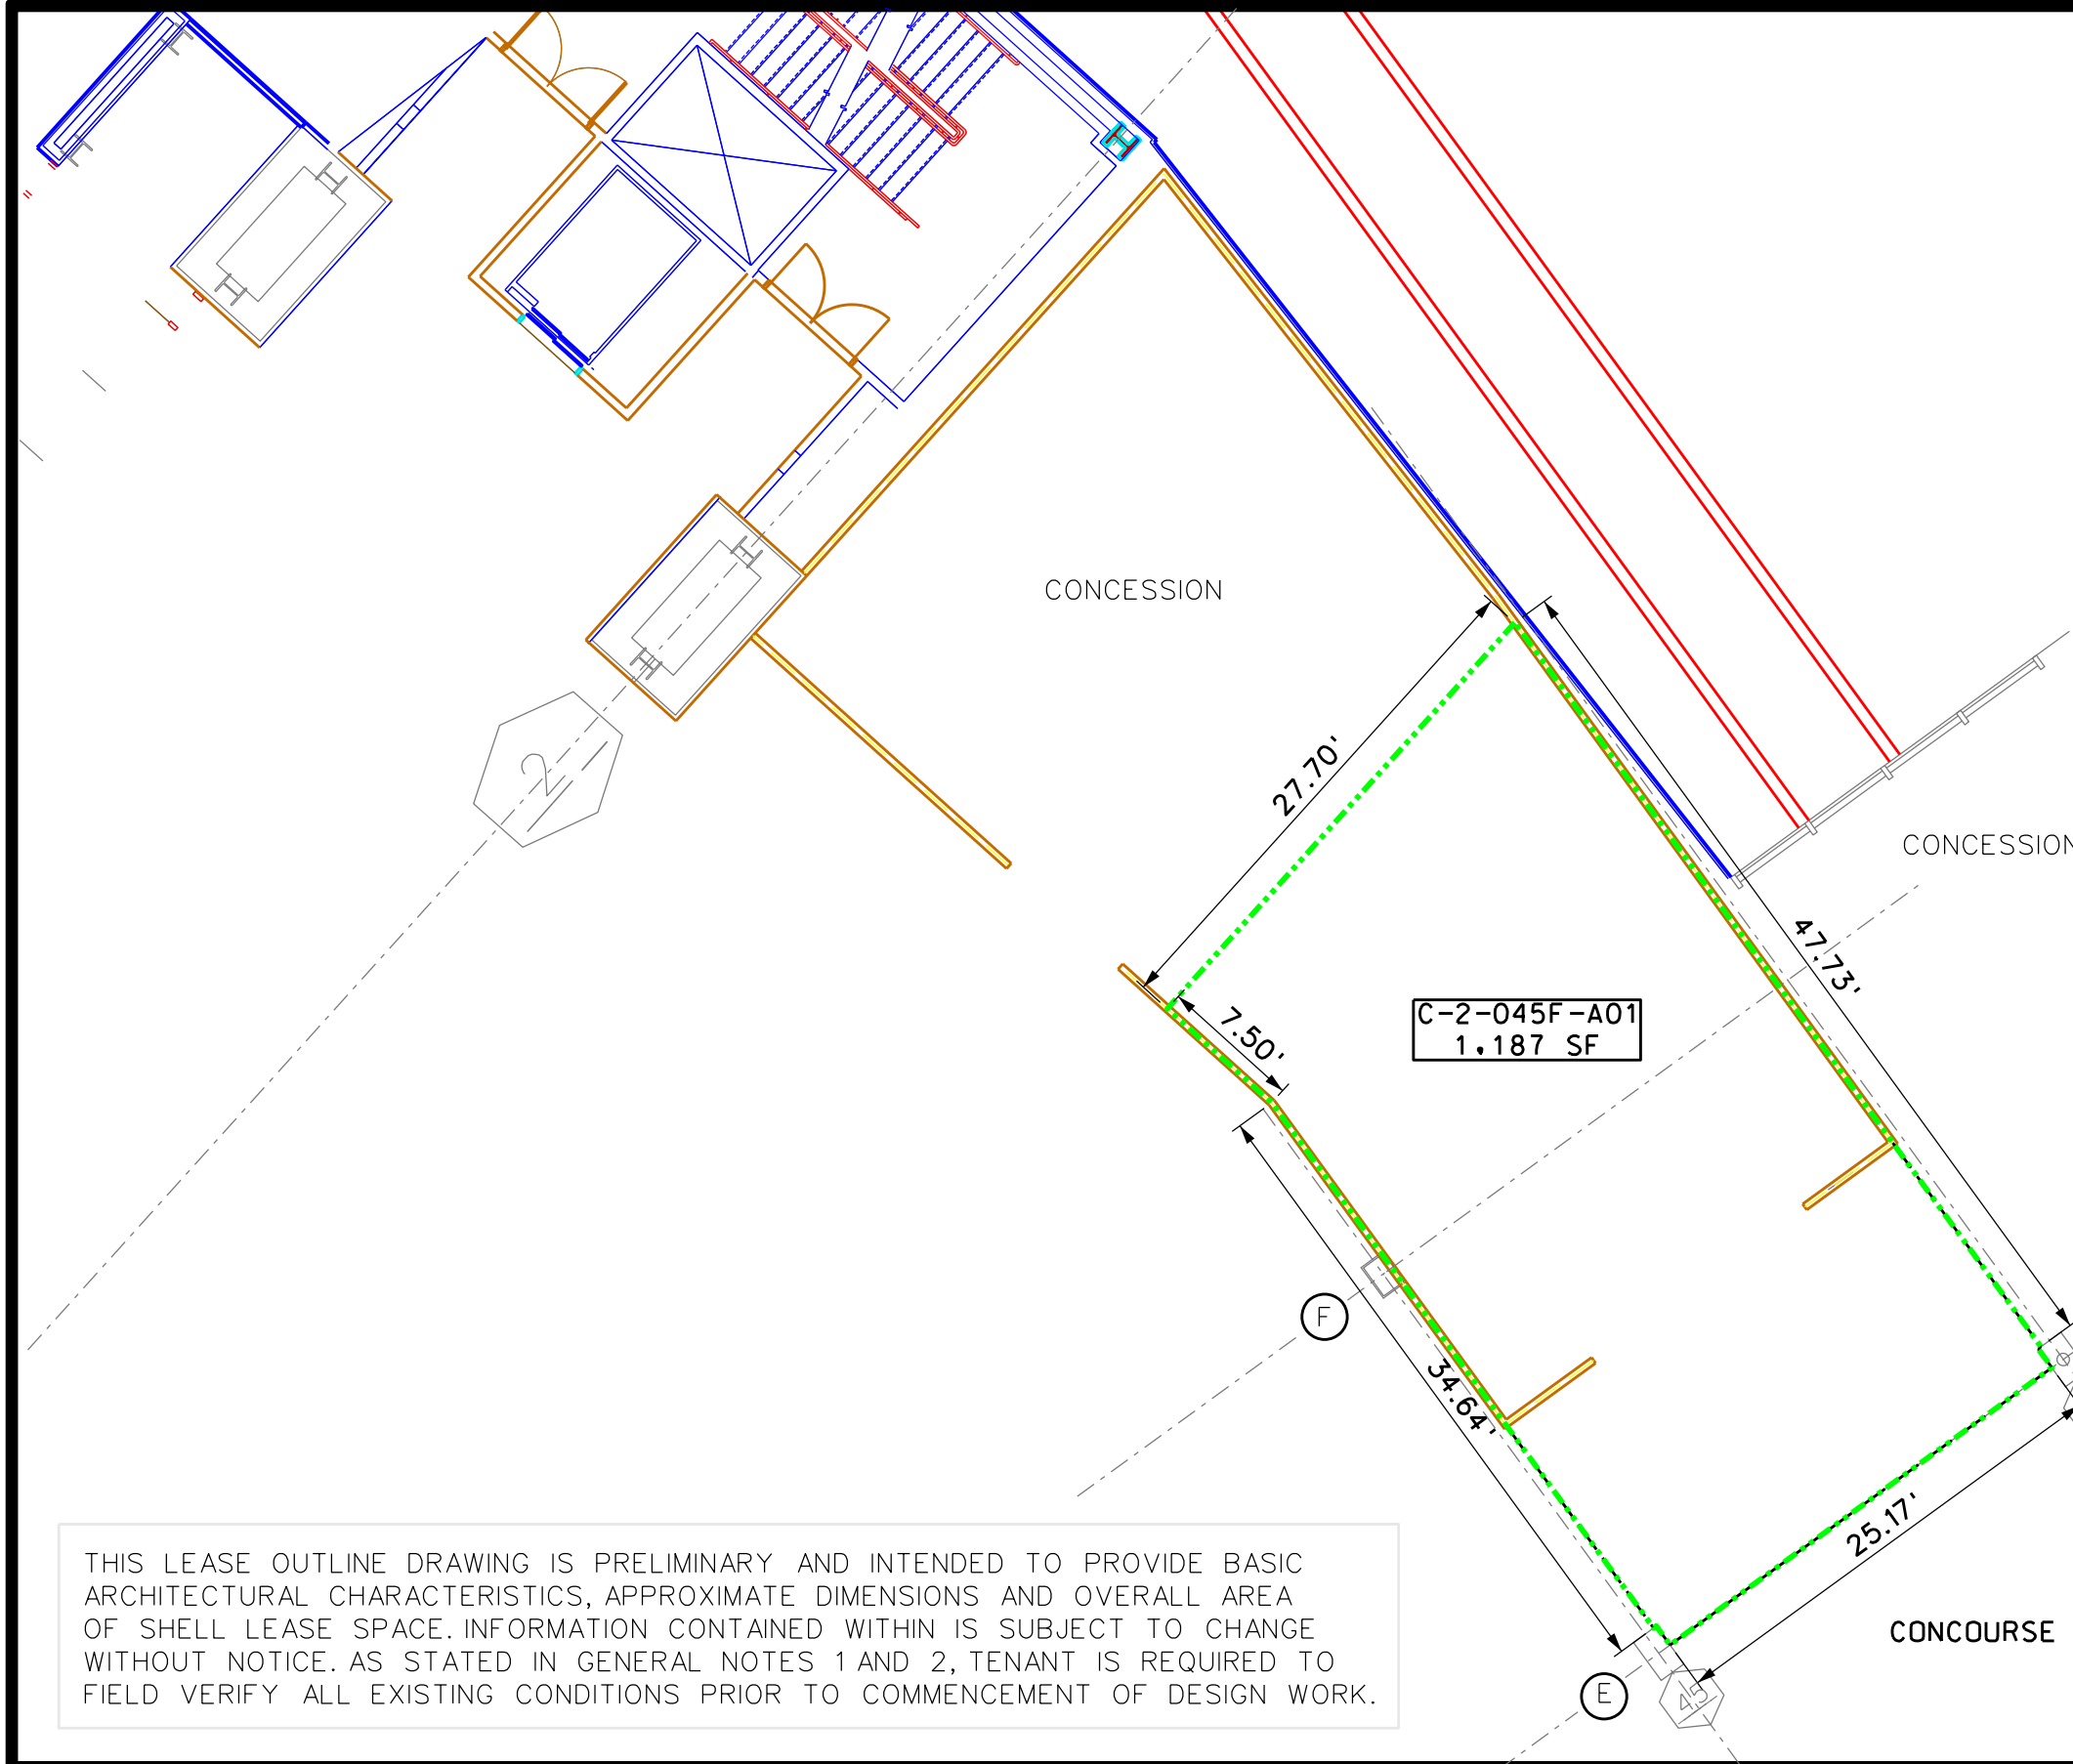 CONCESSION
2
27.70'
CONCESSION
47.73'
C-2-045F-A01
1,187 SF
7.50'
F
34.64'
25.17'
THIS LEASE OUTLINE DRAWING IS PRELIMINARY AND INTENDED TO PROVIDE BASIC
ARCHITECTURAL CHARACTERISTICS, APPROXIMATE DIMENSIONS AND OVERALL AREA
OF SHELL LEASE SPACE. INFORMATION CONTAINED WITHIN IS SUBJECT TO CHANGE
WITHOUT NOTICE. AS STATED IN GENERAL NOTES 1 AND 2, TENANT IS REQUIRED TO
FIELD VERIFY ALL EXISTING CONDITIONS PRIOR TO COMMENCEMENT OF DESIGN WORK.
CONCOURSE
E
45